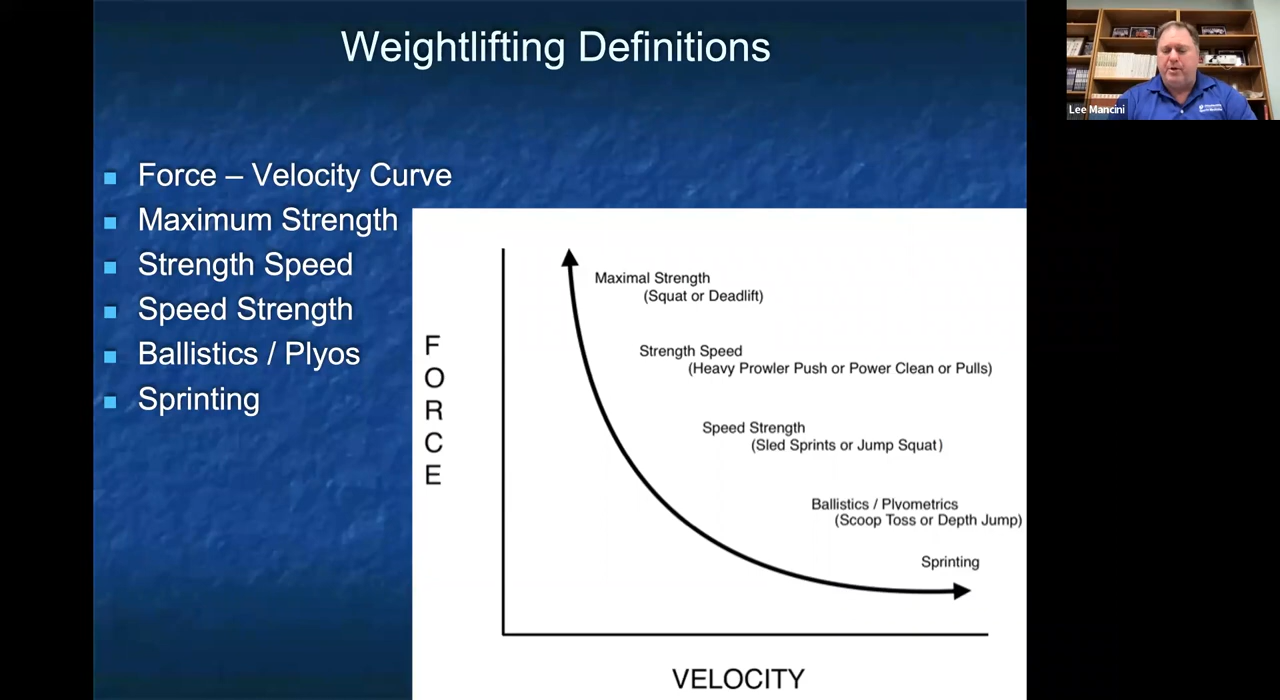 Weightlifting Definitions
Lee Mancini
Force – Velocity Curve
Maximum Strength
Strength Speed
Speed Strength
Ballistics / Plyos
Sprinting
FORCE
Maximal Strength
(Squat or Deadlift)
Strength Speed
(Heavy Prowler Push or Power Clean or Pulls)
Speed Strength
(Sled Sprints or Jump Squat)
Ballistics / Plvometrics
(Scoop Toss or Depth Jump)
Sprinting
VELOCITY